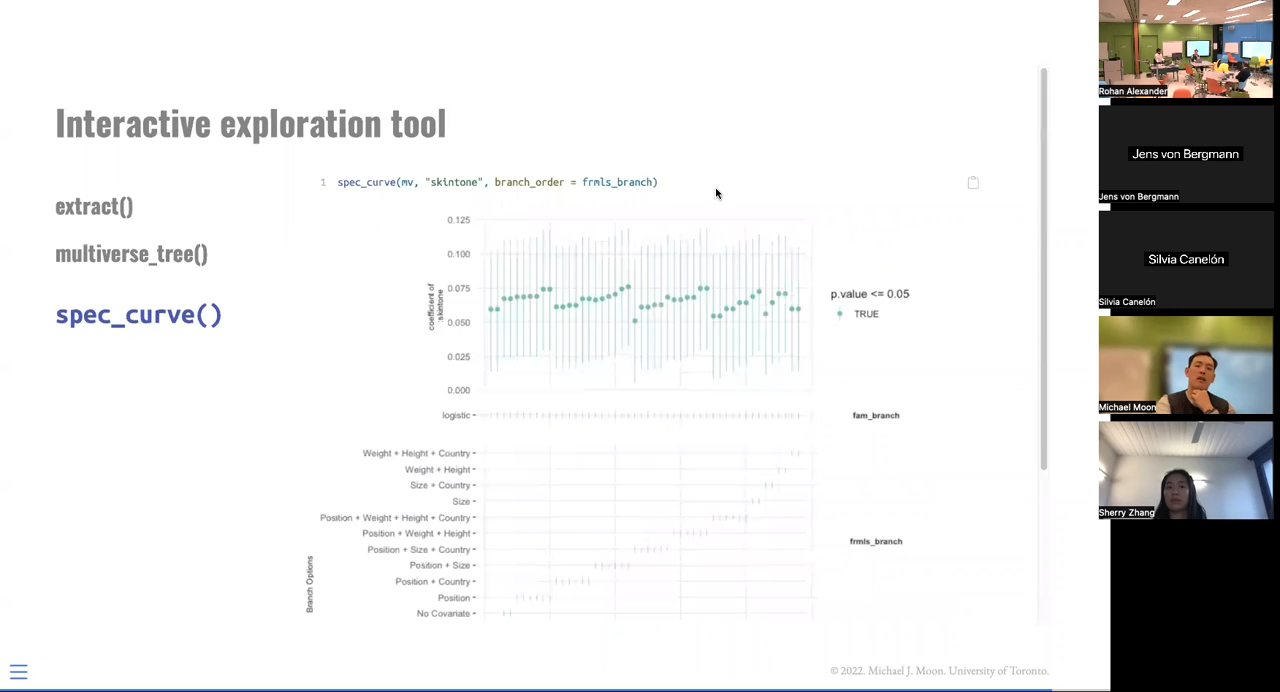 Interactive exploration tool
extract()
multiverse_tree()
spec_curve()
1 spec_curve(mv, "skintone", branch_order = frmls_branch)
0.125
0.100
0.075
0.050
0.025
0.000
coefficient of
skintone
p.value <= 0.05
TRUE
logistic
fam_branch
Weight + Height + Country
Weight + Height
Size + Country
Size
Position + Weight + Height + Country
Position + Weight + Height
Position + Size + Country
Position + Size
Position + Country
Position
No Covariate
frmls_branch
Branch Options
© 2022. Michael J. Moon. University of Toronto.
Rohan Alexander
Jens von Bergmann
Jens von Bergmann
Silvia Canelón
Silvia Canelón
Michael Moon
Sherry Zhang